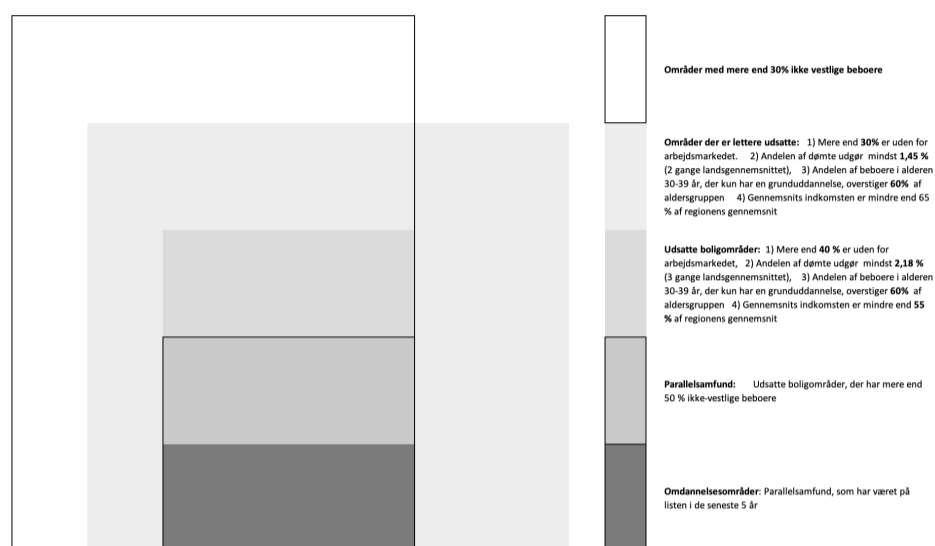 Områder med mere end 30% ikke vestlige beboere
Områder der er lettere udsatte: 1) Mere end 30% er uden for
arbejdsmarkedet. 2) Andelen af dømte udgør mindst 1,45 %
(2 gange landsgennemsnittet), 3) Andelen af beboere i alderen
30-39 år, der kun har en grunduddannelse, overstiger 60% af
aldersgruppen 4) Gennemsnits indkomsten er mindre end 65
% af regionens gennemsnit
Udsatte boligområder: 1) Mere end 40 % er uden for
arbejdsmarkedet, 2) Andelen af dømte udgør mindst 2,18 %
(3 gange landsgennemsnittet), 3) Andelen af beboere i alderen
30-39 år, der kun har en grunduddannelse, overstiger 60% af
aldersgruppen 4) Gennemsnits indkomsten er mindre end 55
% af regionens gennemsnit
Parallelsamfund: Udsatte boligområder, der har mere end
50 % ikke-vestlige beboere
Omdannelsesområder: Parallelsamfund, som har været på
listen i de seneste 5 år